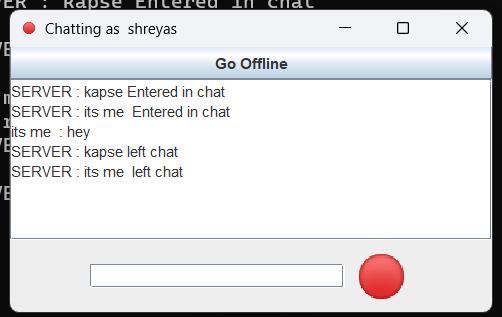 VER : Kapse Entered in chat
Chatting as  shreyas
Go Offline
SERVER : kapse Entered in chat
SERVER : its me  Entered in chat
its me  : hey
SERVER : kapse left chat
SERVER : its me  left chat